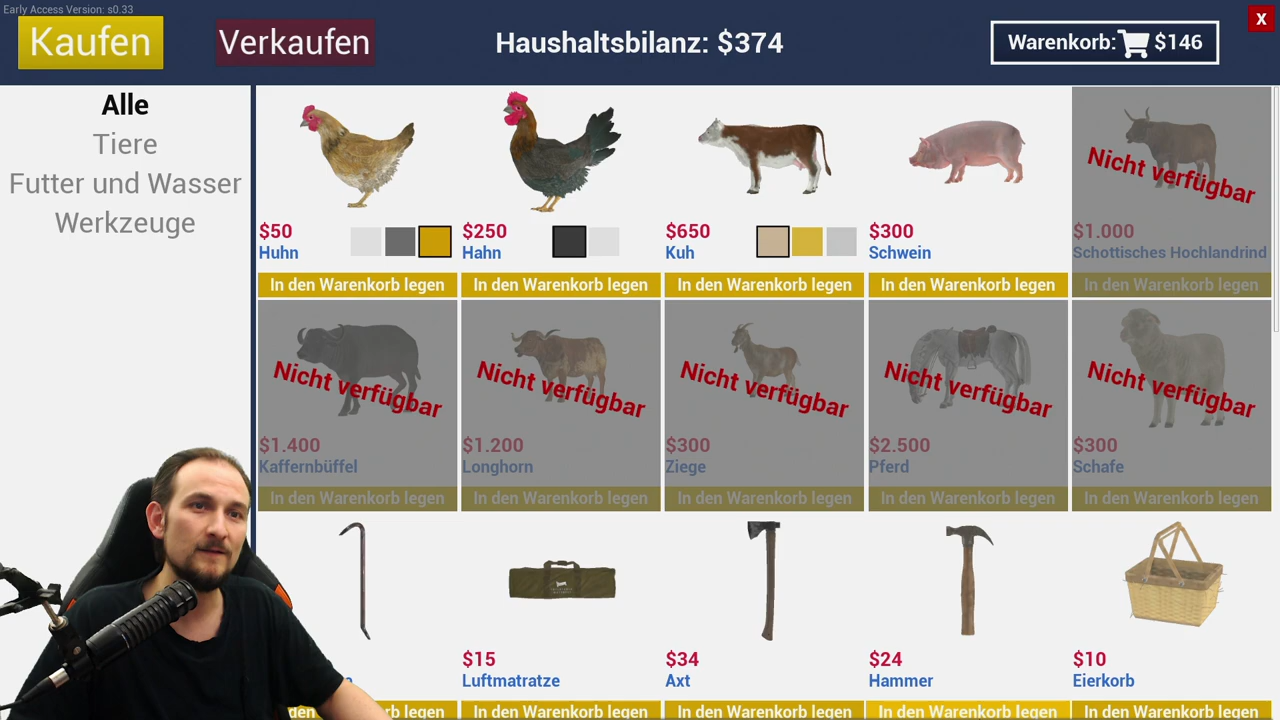 Early Access Version: s0.33
Kaufen
Verkaufen
Haushaltsbilanz: $374
Warenkorb: $146
X
Alle
Tiere
Futter und Wasser
Werkzeuge
$50
Huhn
In den Warenkorb legen
$250
Hahn
In den Warenkorb legen
$650
Kuh
In den Warenkorb legen
$300
Schwein
In den Warenkorb legen
Nicht verfügbar
$1.000
Schottisches Hochlandrind
In den Warenkorb legen
Nicht verfügbar
$1.400
Kaffernbüffel
In den Warenkorb legen
Nicht verfügbar
$1.200
Longhorn
In den Warenkorb legen
Nicht verfügbar
$300
Ziege
In den Warenkorb legen
Nicht verfügbar
$2.500
Pferd
In den Warenkorb legen
Nicht verfügbar
$300
Schafe
In den Warenkorb legen
Warenkorb legen
$15
Luftmatratze
In den Warenkorb legen
$34
Axt
In den Warenkorb legen
$24
Hammer
In den Warenkorb legen
$10
Eierkorb
In den Warenkorb legen